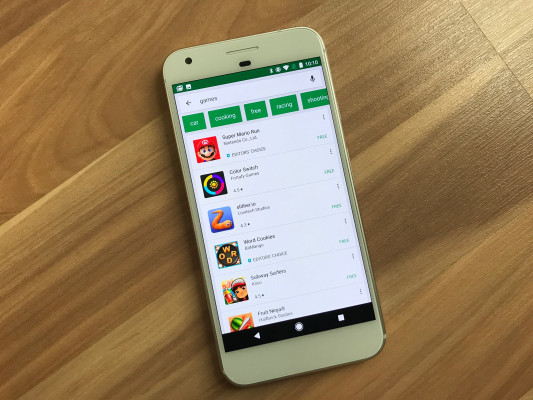 10:10
games
car cooking free racing shooting
Super Mario Run
Nintendo Co., Ltd.
EDITORS' CHOICE
FREE
Color Switch
Fortafy Games
4.5
FREE
slither.io
Lowtech Studios
FREE
WORD
Word Cookies
BitMango
EDITORS' CHOICE
FREE
Subway Surfers
Kiloo
4.5
FREE
Fruit Ninja®
Halfbrick Studios